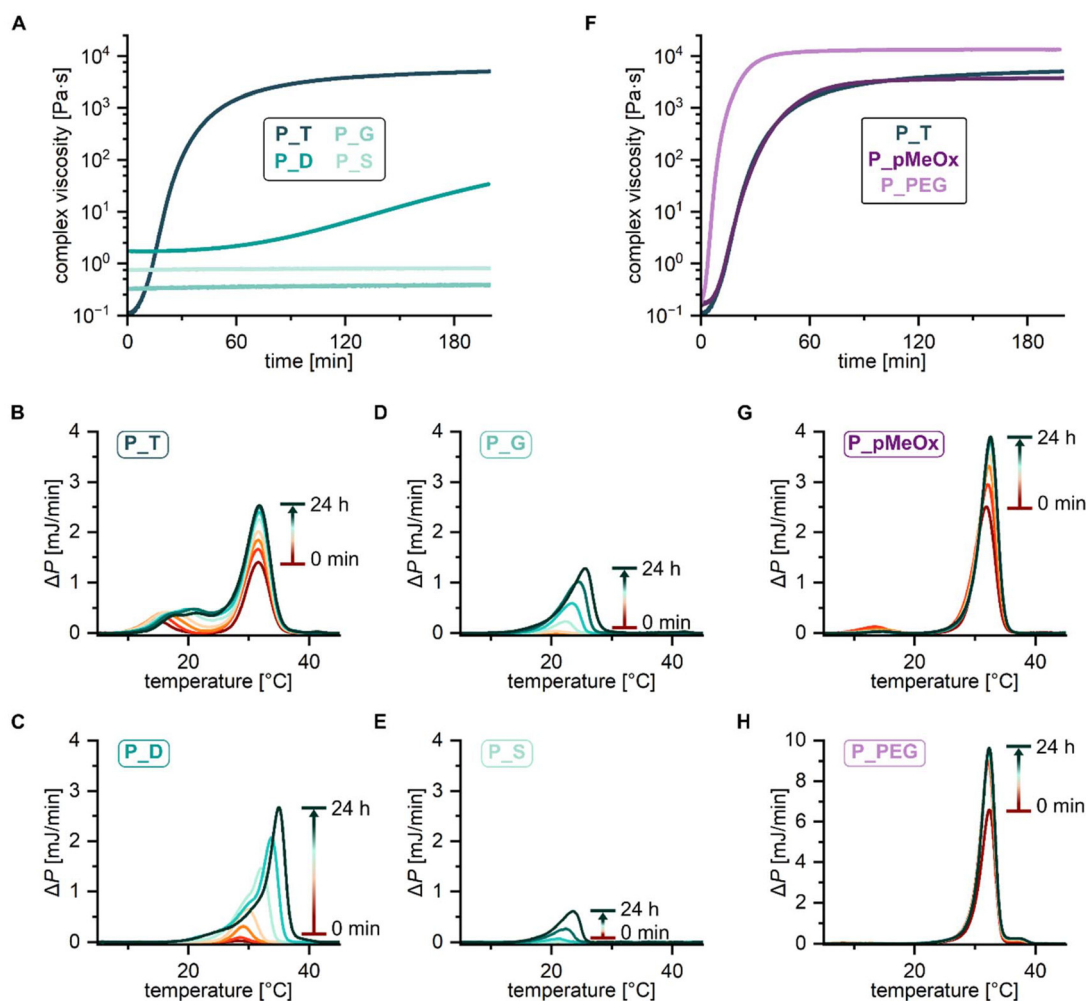 A
complex viscosity [Pa·s]
10⁴
10³
10²
10¹
10⁰
10⁻¹
0
60
120
180
time [min]
P_T P_G
P_D P_S
F
complex viscosity [Pa·s]
10⁴
10³
10²
10¹
10⁰
10⁻¹
0
60
120
180
time [min]
P_T
P_pMeOx
P_PEG
B
P_T
ΔP [mJ/min]
4
3
2
1
0
20
40
temperature [°C]
24 h
0 min
D
P_G
ΔP [mJ/min]
4
3
2
1
0
20
40
temperature [°C]
24 h
0 min
G
P_pMeOx
ΔP [mJ/min]
4
3
2
1
0
20
40
temperature [°C]
24 h
0 min
C
P_D
ΔP [mJ/min]
4
3
2
1
0
20
40
temperature [°C]
24 h
0 min
E
P_S
ΔP [mJ/min]
4
3
2
1
0
20
40
temperature [°C]
24 h
0 min
H
P_PEG
ΔP [mJ/min]
10
8
6
4
2
0
20
40
temperature [°C]
24 h
0 min